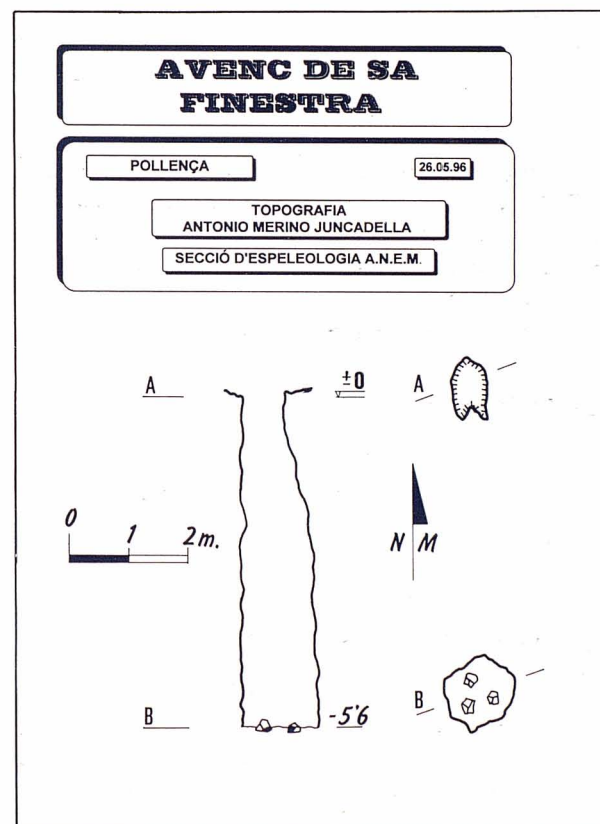 AVENC DE SA
FINESTRA
POLLENÇA
26.05.96
TOPOGRAFIA
ANTONIO MERINO JUNCADELLA
SECCIÓ D'ESPELEOLOGIA A.N.E.M.
A
±0
A
0 1 2m.
N M
B
-5'6
B